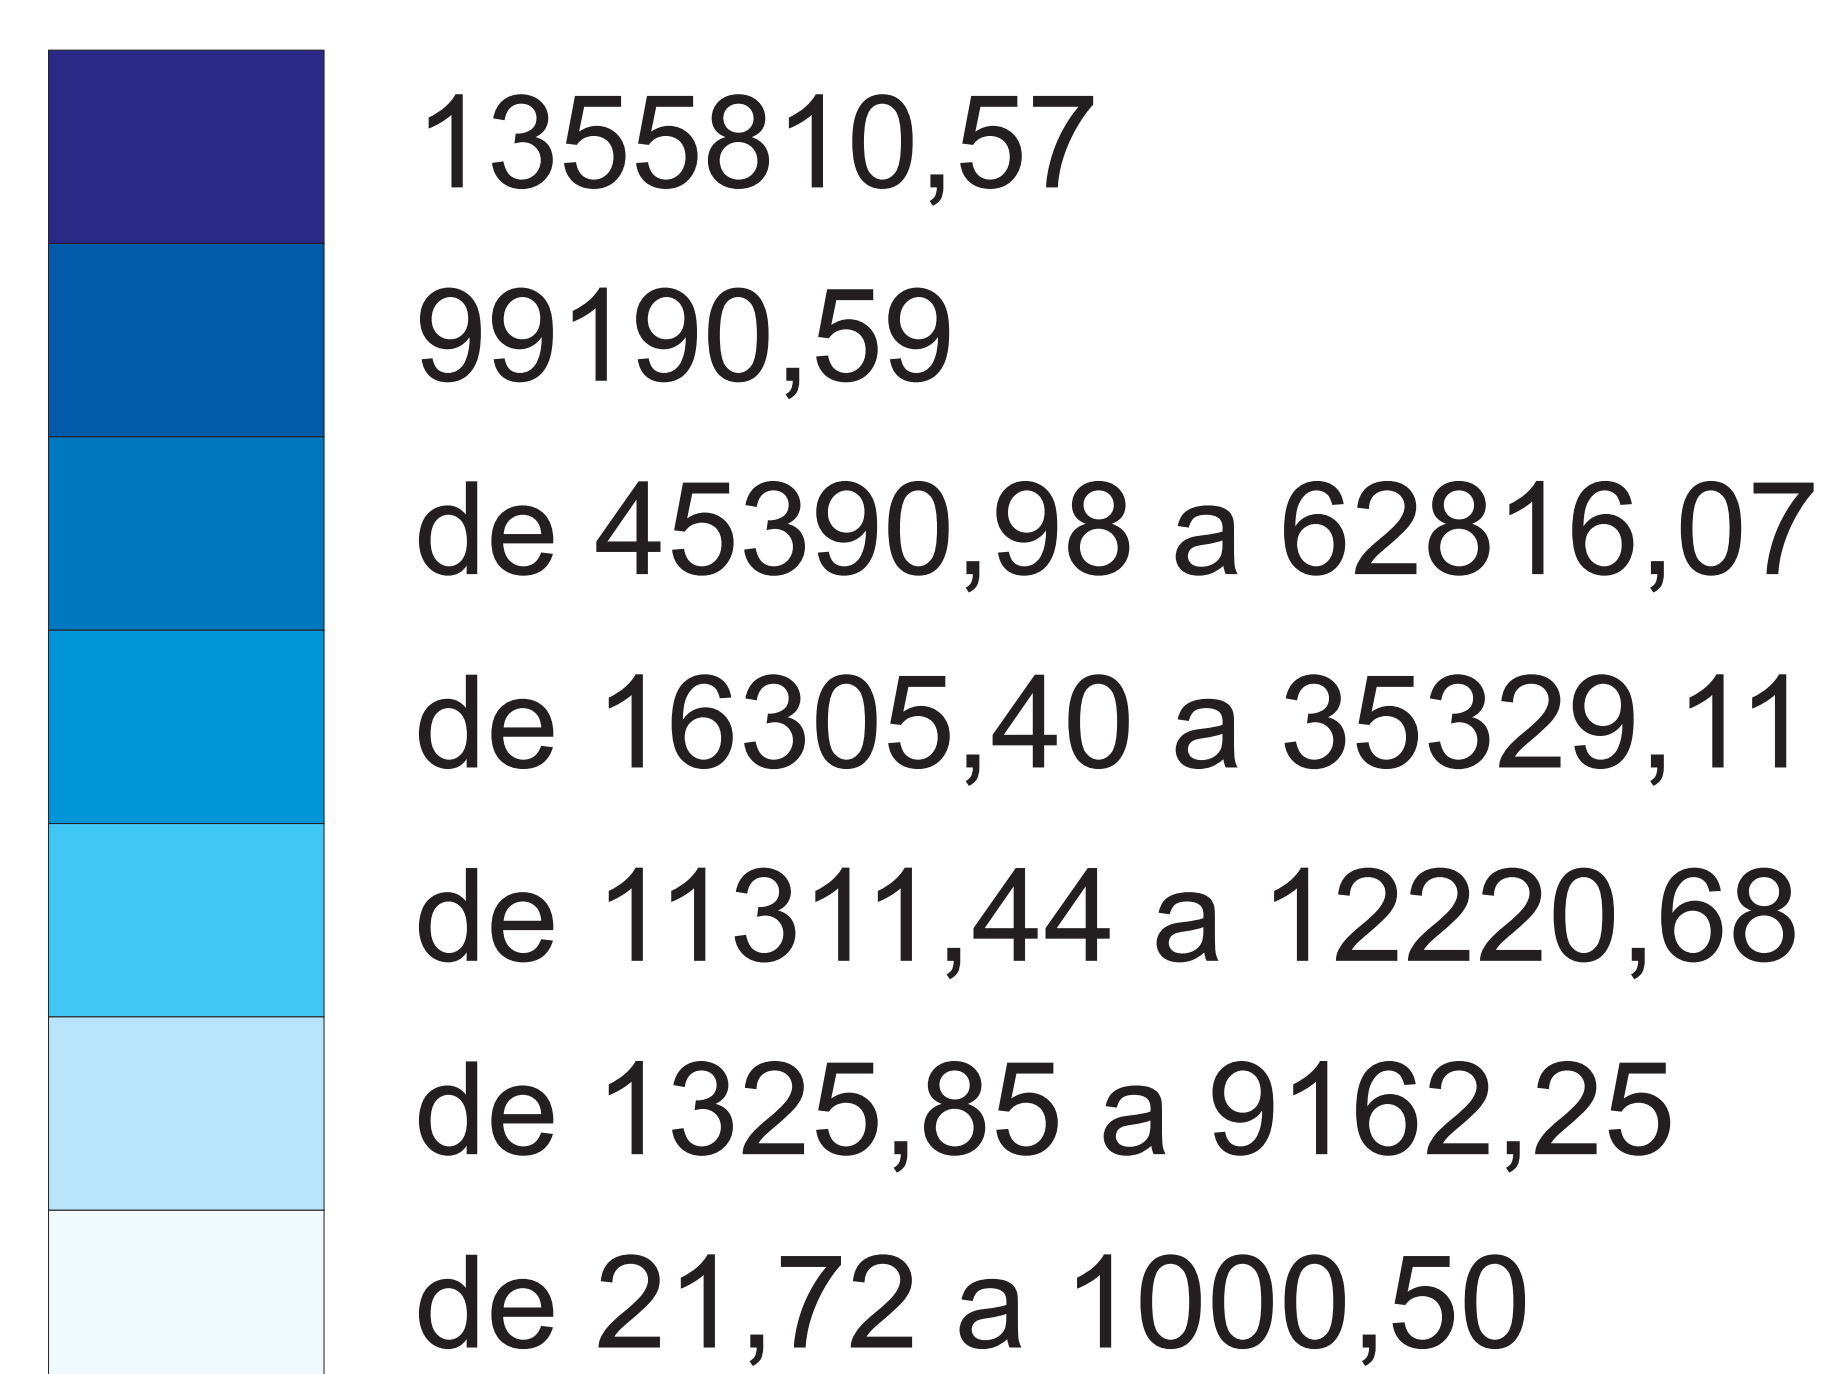 1355810,57
99190,59
de 45390,98 a 62816,07
de 16305,40 a 35329,11
de 11311,44 a 12220,68
de 1325,85 a 9162,25
de 21,72 a 1000,50